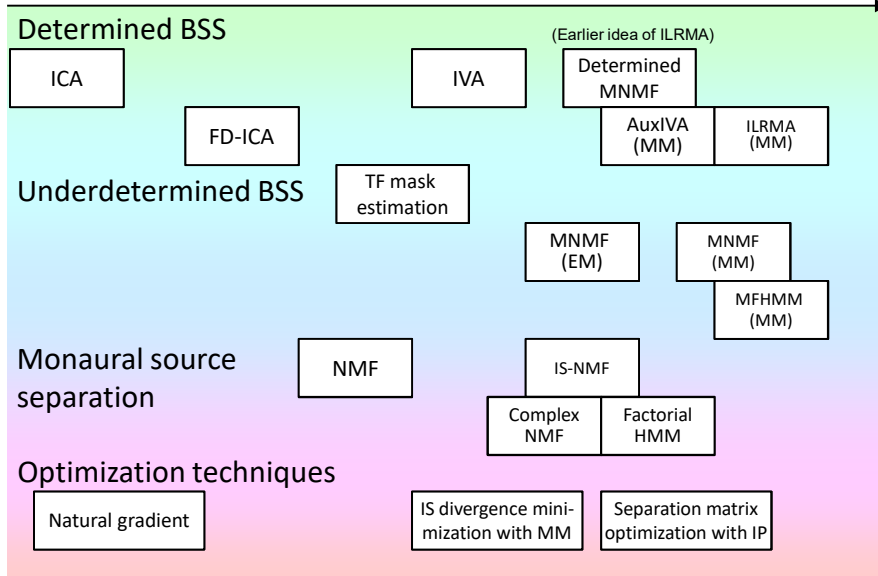 Determined BSS
(Earlier idea of ILRMA)
ICA
IVA
Determined
MNMF
FD-ICA
AuxIVA
(MM)
ILRMA
(MM)
Underdetermined BSS
TF mask
estimation
MNMF
(EM)
MNMF
(MM)
MFHMM
(MM)
Monaural source
separation
NMF
IS-NMF
Complex
NMF
Factorial
HMM
Optimization techniques
Natural gradient
IS divergence mini-
mization with MM
Separation matrix
optimization with IP